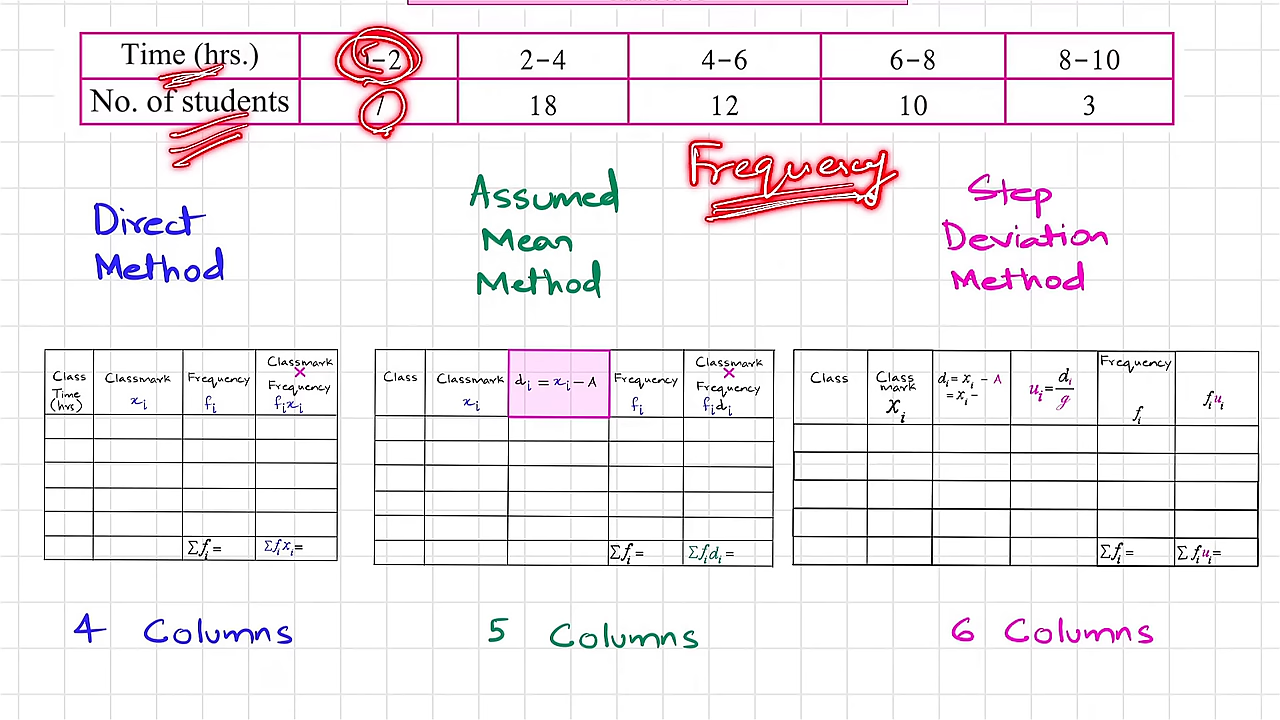 Time (hrs.) -2 2-4 4-6 6-8 8-10
No. of students 7 18 12 10 3
Frequency
Direct
Method
Assumed
Mean
Method
Step
Deviation
Method
Class Time (hrs) Classmark xᵢ Frequency fᵢ Classmark × Frequency fᵢxᵢ
Σfᵢ= Σfᵢxᵢ=
Class Classmark xᵢ dᵢ = xᵢ - A Frequency fᵢ Classmark × Frequency fᵢdᵢ
Σfᵢ= Σfᵢdᵢ=
Class Class mark xᵢ dᵢ = xᵢ - A = xᵢ - uᵢ = dᵢ/g Frequency fᵢ fᵢuᵢ
Σfᵢ= Σfᵢuᵢ=
4 Columns
5 Columns
6 Columns